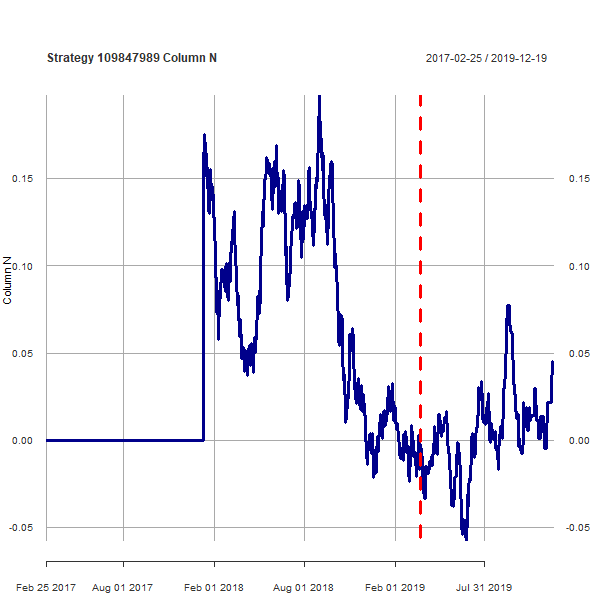 Strategy 109847989 Column N
2017-02-25 / 2019-12-19
Column N
0.15
0.10
0.05
0.00
-0.05
0.15
0.10
0.05
0.00
-0.05
Feb 25 2017
Aug 01 2017
Feb 01 2018
Aug 01 2018
Feb 01 2019
Jul 31 2019